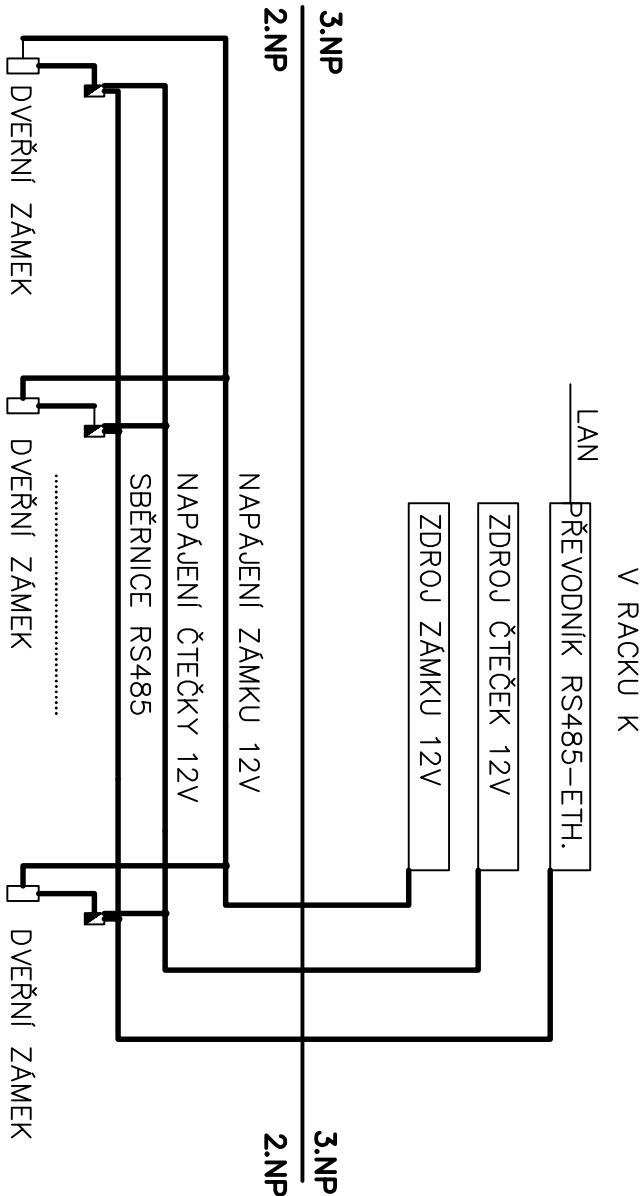 V RACKU K
LAN
PŘEVODNÍK RS485-ETH.
ZDROJ ČTEČEK 12V
ZDROJ ZÁMKU 12V
3.NP
3.NP
2.NP
2.NP
NAPÁJENÍ ZÁMKU 12V
NAPÁJENÍ ČTEČKY 12V
SBĚRNICE RS485
DVEŘNÍ ZÁMEK
DVEŘNÍ ZÁMEK
DVEŘNÍ ZÁMEK